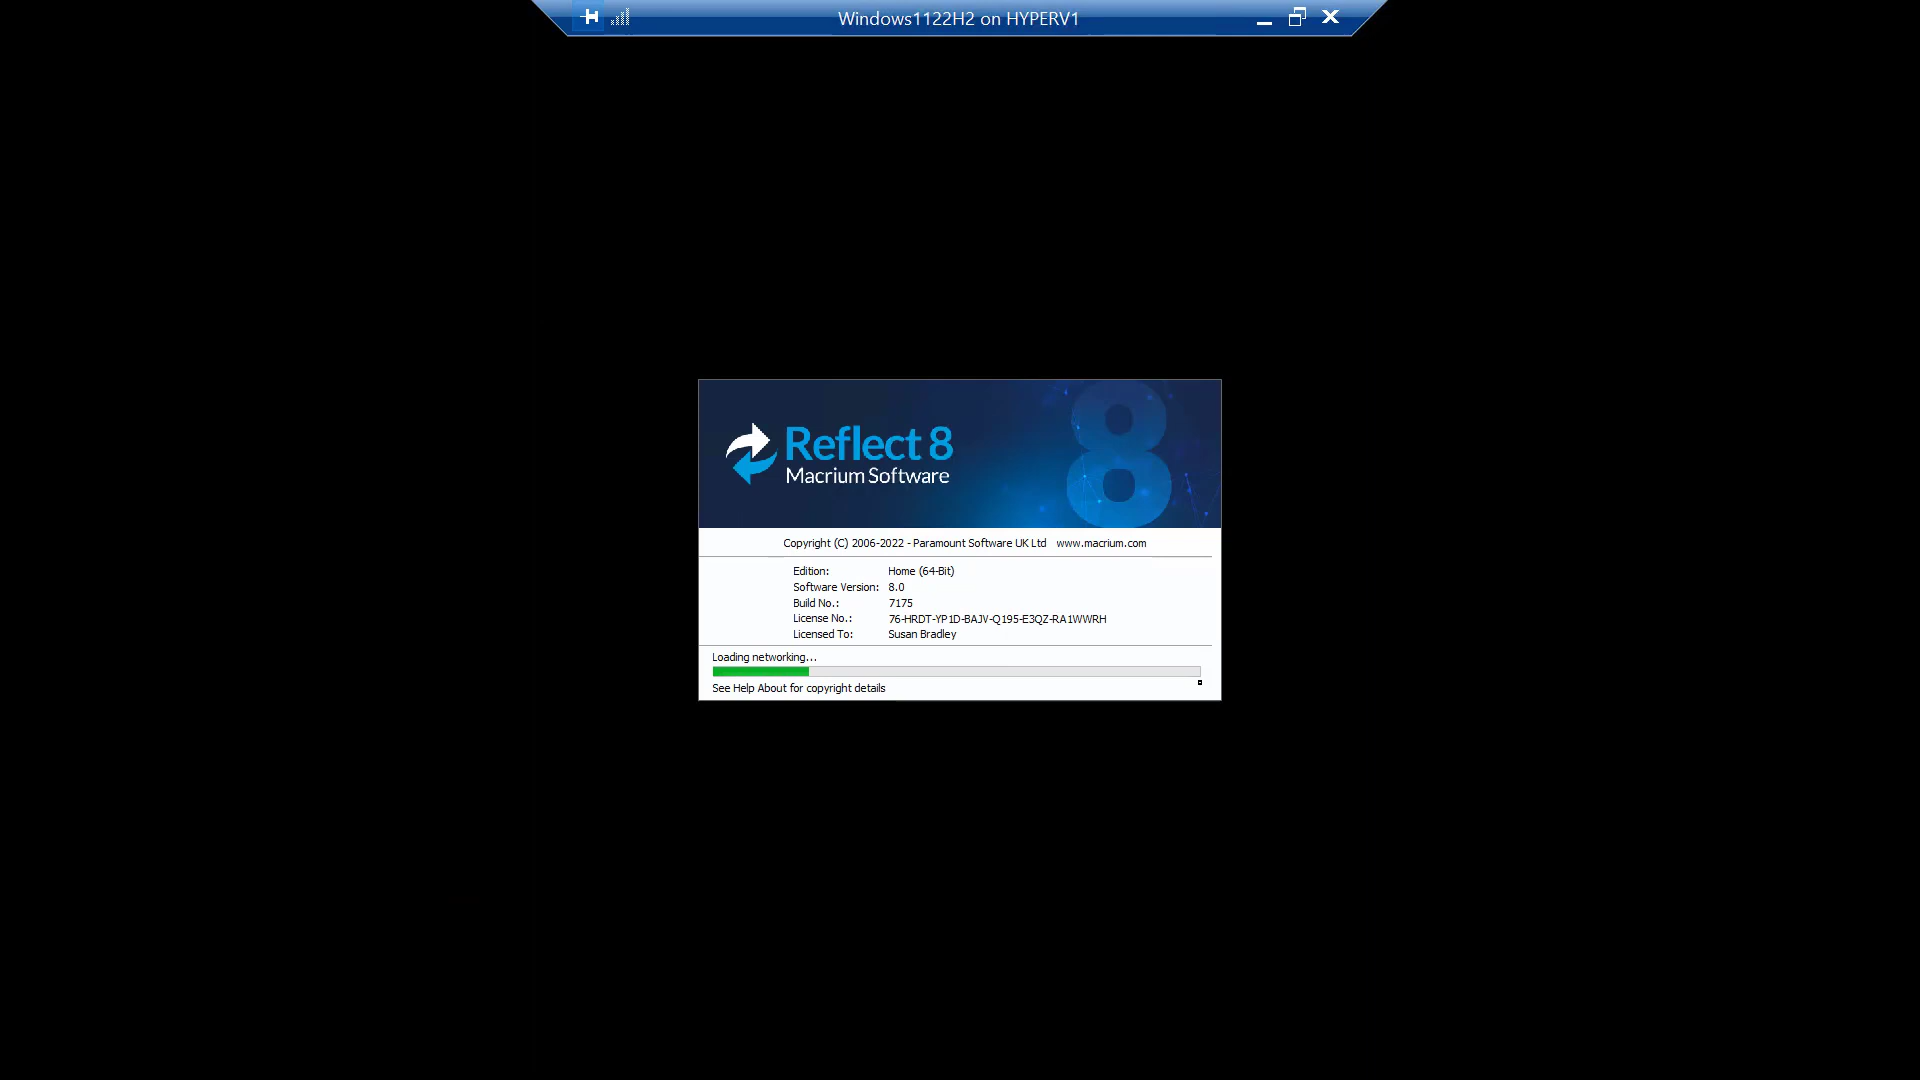 Windows1122H2 on HYPERV1
8
Reflect 8
Macrium Software
Copyright (C) 2006-2022 - Paramount Software UK Ltd www.macrium.com
Edition: Home (64-Bit)
Software Version: 8.0
Build No.: 7175
License No.: 76-HRDT-YP1D-BAJV-Q195-E3QZ-RA1WWRH
Licensed To: Susan Bradley
Loading networking...
See Help About for copyright details